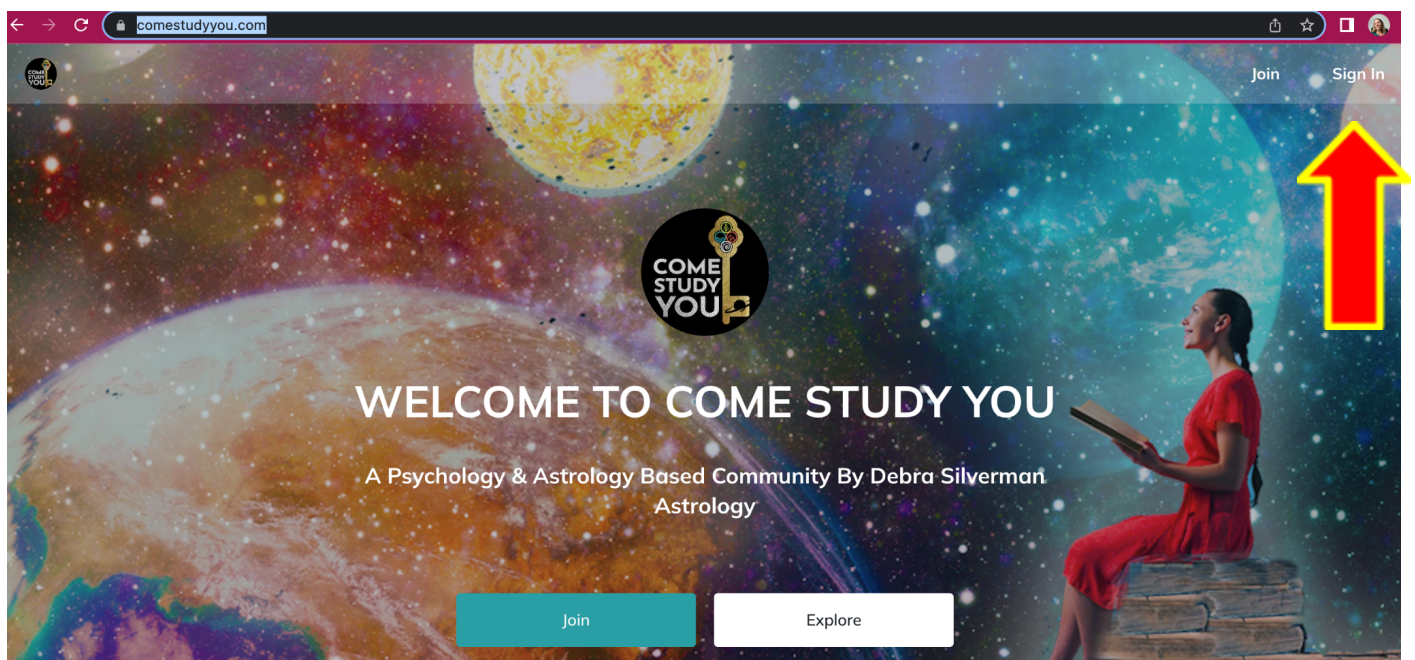 comestudyyou.com
COME
STUDY
YOU
Join
Sign In
COME
STUDY
YOU
WELCOME TO COME STUDY YOU
A Psychology & Astrology Based Community By Debra Silverman
Astrology
Join
Explore